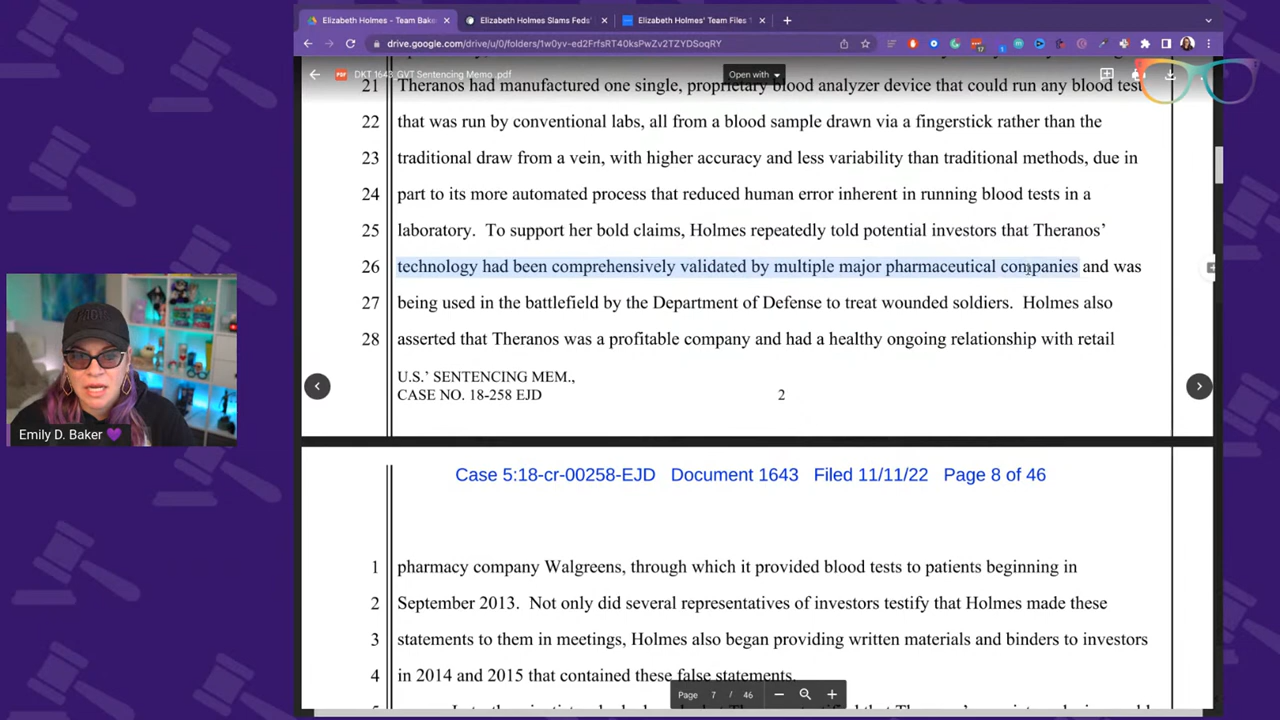 Elizabeth Holmes - Team Bake
Elizabeth Holmes Slams Feds'
Elizabeth Holmes' Team Files
drive.google.com/drive/u/0/folders/1w0yv-ed2FrfsRT40ksPwZv2TZYDSoqRY
DKT 1643 GVT Sentencing Memo .pdf
Open with
21 Theranos had manufactured one single, proprietary blood analyzer device that could run any blood test
22 that was run by conventional labs, all from a blood sample drawn via a fingerstick rather than the
23 traditional draw from a vein, with higher accuracy and less variability than traditional methods, due in
24 part to its more automated process that reduced human error inherent in running blood tests in a
25 laboratory. To support her bold claims, Holmes repeatedly told potential investors that Theranos’
26 technology had been comprehensively validated by multiple major pharmaceutical companies and was
27 being used in the battlefield by the Department of Defense to treat wounded soldiers. Holmes also
28 asserted that Theranos was a profitable company and had a healthy ongoing relationship with retail
U.S.’ SENTENCING MEM.,
CASE NO. 18-258 EJD 2
Emily D. Baker 💜
Case 5:18-cr-00258-EJD Document 1643 Filed 11/11/22 Page 8 of 46
1 pharmacy company Walgreens, through which it provided blood tests to patients beginning in
2 September 2013. Not only did several representatives of investors testify that Holmes made these
3 statements to them in meetings, Holmes also began providing written materials and binders to investors
4 in 2014 and 2015 that contained these false statements.
Page 7 / 46